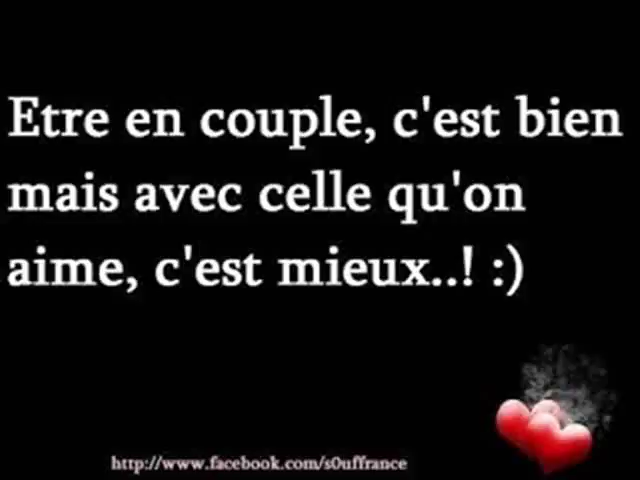 Etre en couple, c'est bien
mais avec celle qu'on
aime, c'est mieux..! :)
http://www.facebook.com/s0uffrance